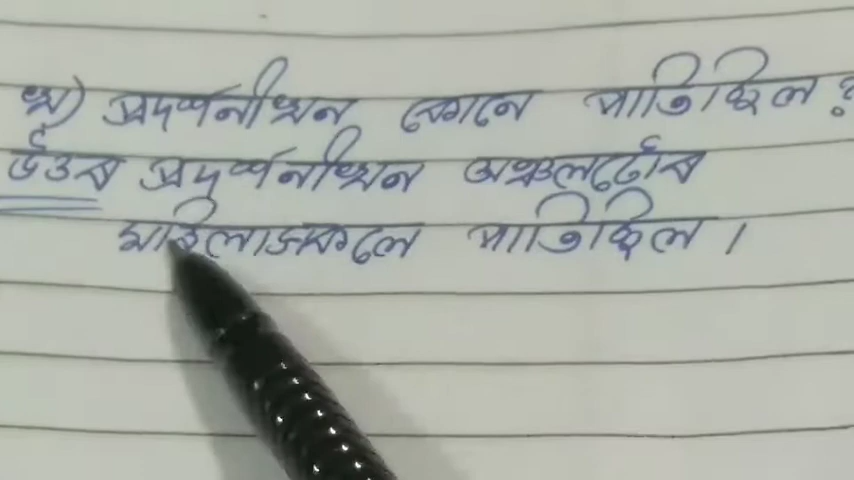 খ) প্ৰদৰ্শনীখন কোনে পাতিছিল?
উত্তৰ প্ৰদৰ্শনীখন অঞ্চলটোৰ
মহিলাসকলে পাতিছিল।